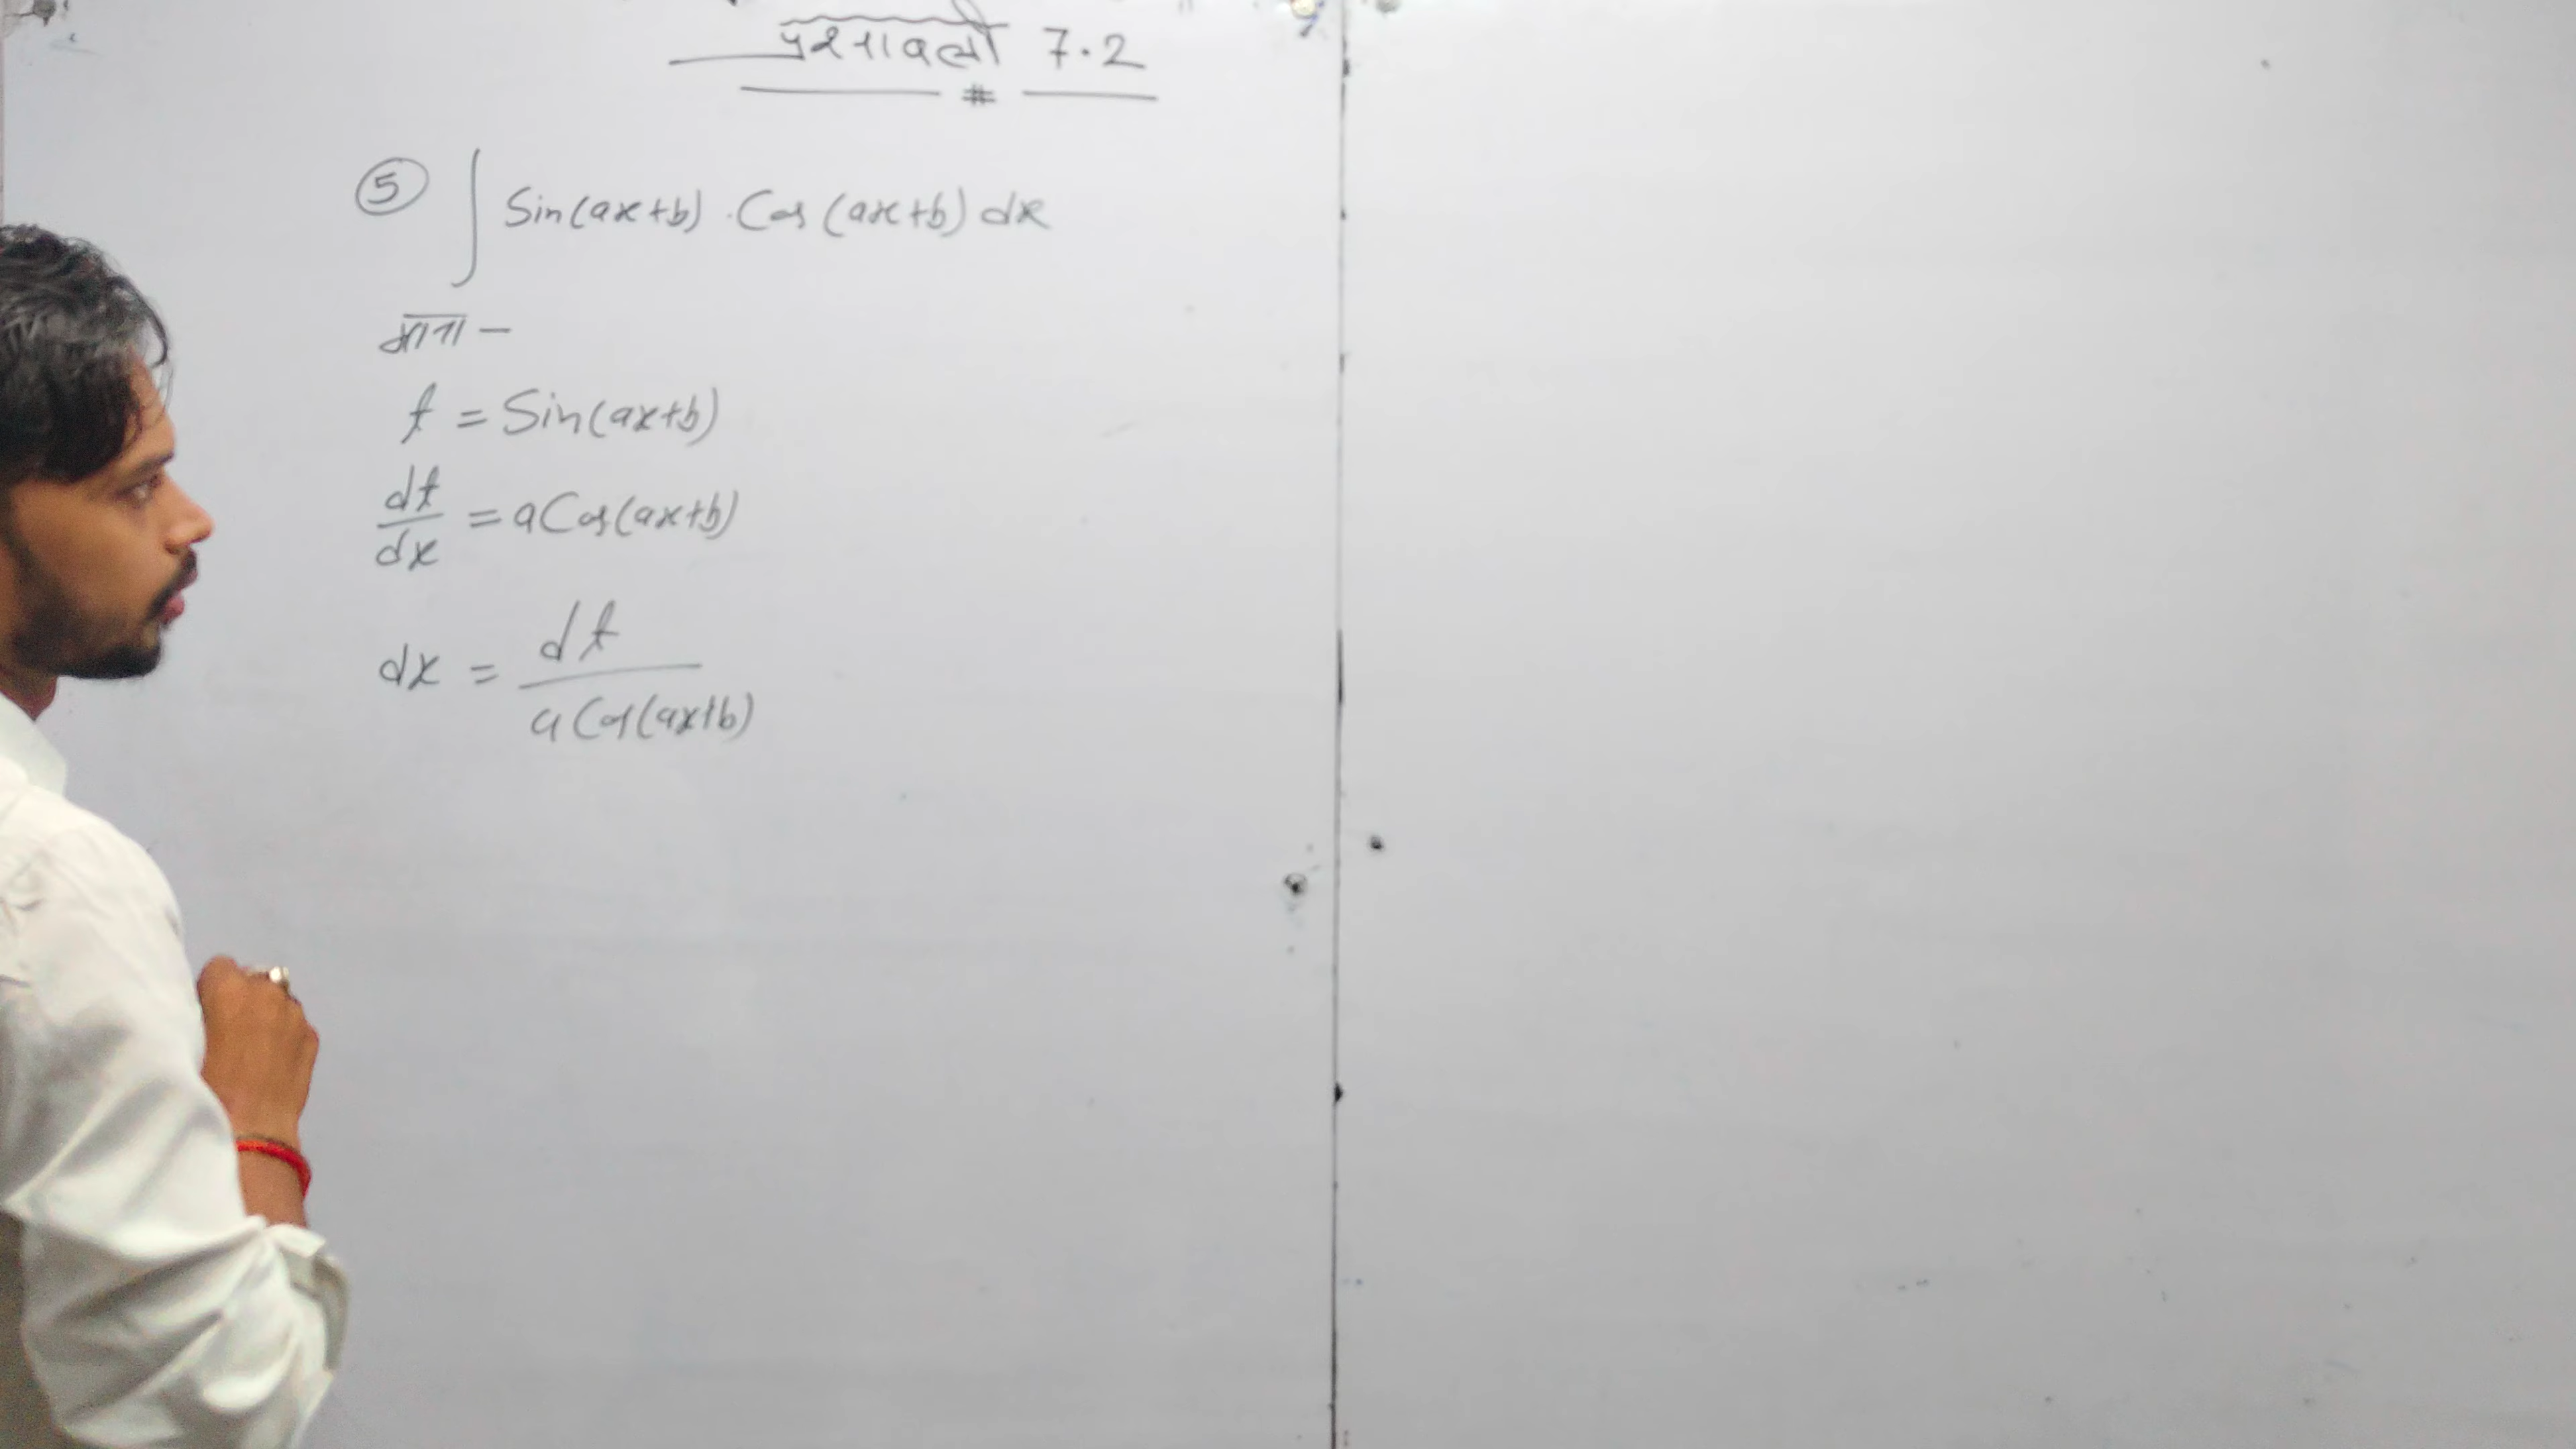 प्रश्नावली 7.2
#
⑤ ∫ Sin(ax+b) . Cos (ax+b) dx
माना –
t = Sin(ax+b)
dt/dx = a Cos(ax+b)
dx = dt / a Cos(ax+b)